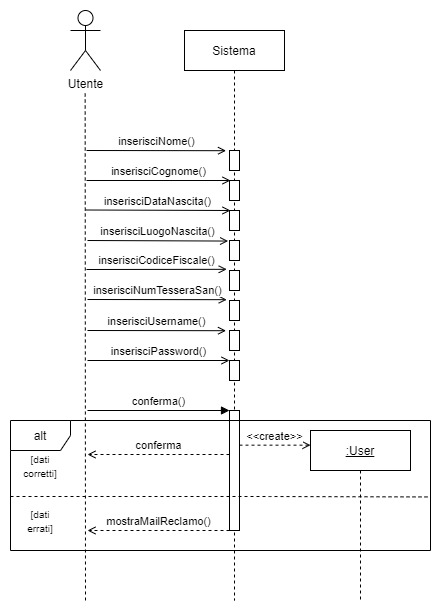 Sistema
Utente
inserisciNome()
inserisciCognome()
inserisciDataNascita()
inserisciLuogoNascita()
inserisciCodiceFiscale()
inserisciNumTesseraSan()
inserisciUsername()
inserisciPassword()
conferma()
alt
<<create>>
conferma
:User
[dati
corretti]
[dati
errati]
mostraMailReclamo()